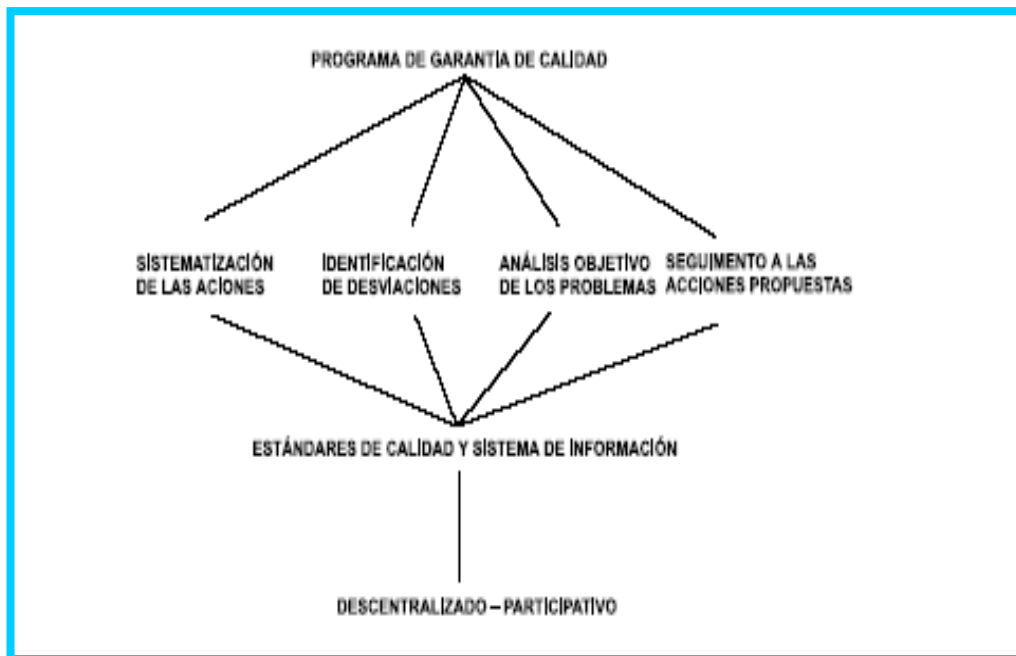 PROGRAMA DE GARANTÍA DE CALIDAD
SISTEMATIZACIÓN
DE LAS ACIONES
IDENTIFICACIÓN
DE DESVIACIONES
ANÁLISIS OBJETIVO
DE LOS PROBLEMAS
SEGUIMENTO A LAS
ACCIONES PROPUESTAS
ESTÁNDARES DE CALIDAD Y SISTEMA DE INFORMACIÓN
DESCENTRALIZADO – PARTICIPATIVO